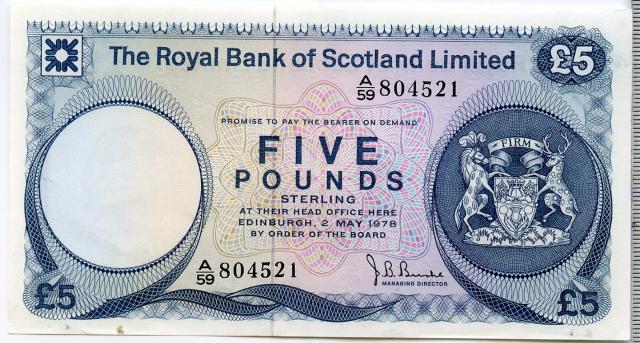 The Royal Bank of Scotland Limited
£5
A/59 804521
PROMISE TO PAY THE BEARER ON DEMAND
FIVE
POUNDS
STERLING
AT THEIR HEAD OFFICE HERE
EDINBURGH, 2 MAY 1978
BY ORDER OF THE BOARD
FIRM
A/59 804521
J.B. Burke
MANAGING DIRECTOR
£5
£5